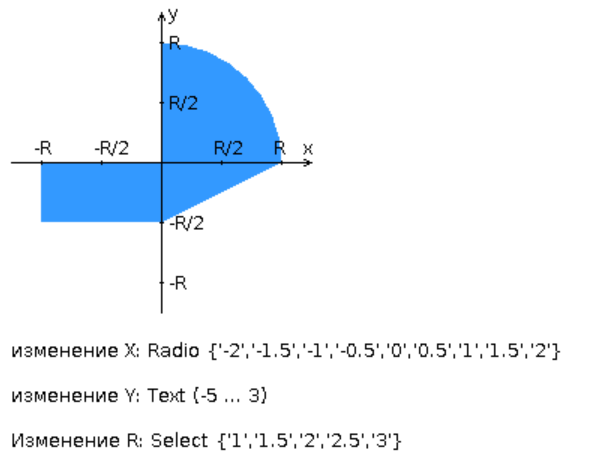 y
R
R/2
-R -R/2 R/2 R x
-R/2
-R
изменение X: Radio {'-2','-1.5','-1','-0.5','0','0.5','1','1.5','2'}
изменение Y: Text (-5 ... 3)
Изменение R: Select {'1','1.5','2','2.5','3'}